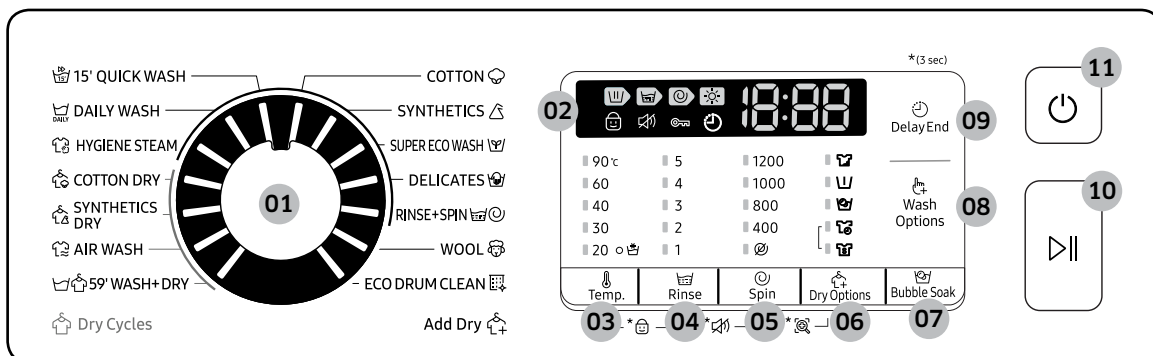 15' QUICK WASH
15'
DAILY WASH
DAILY
HYGIENE STEAM
COTTON DRY
SYNTHETICS
DRY
AIR WASH
59' WASH+DRY
Dry Cycles
COTTON
SYNTHETICS
SUPER ECO WASH
DELICATES
RINSE+SPIN
WOOL
ECO DRUM CLEAN
Add Dry
01
02
18:88
90℃ 5 1200
60 4 1000
40 3 800
30 2 400
20 1
Temp. Rinse Spin Dry Options Bubble Soak
03 * 04 * 05 * 06 07
*(3 sec)
Delay End
09
Wash
Options
08
11
10